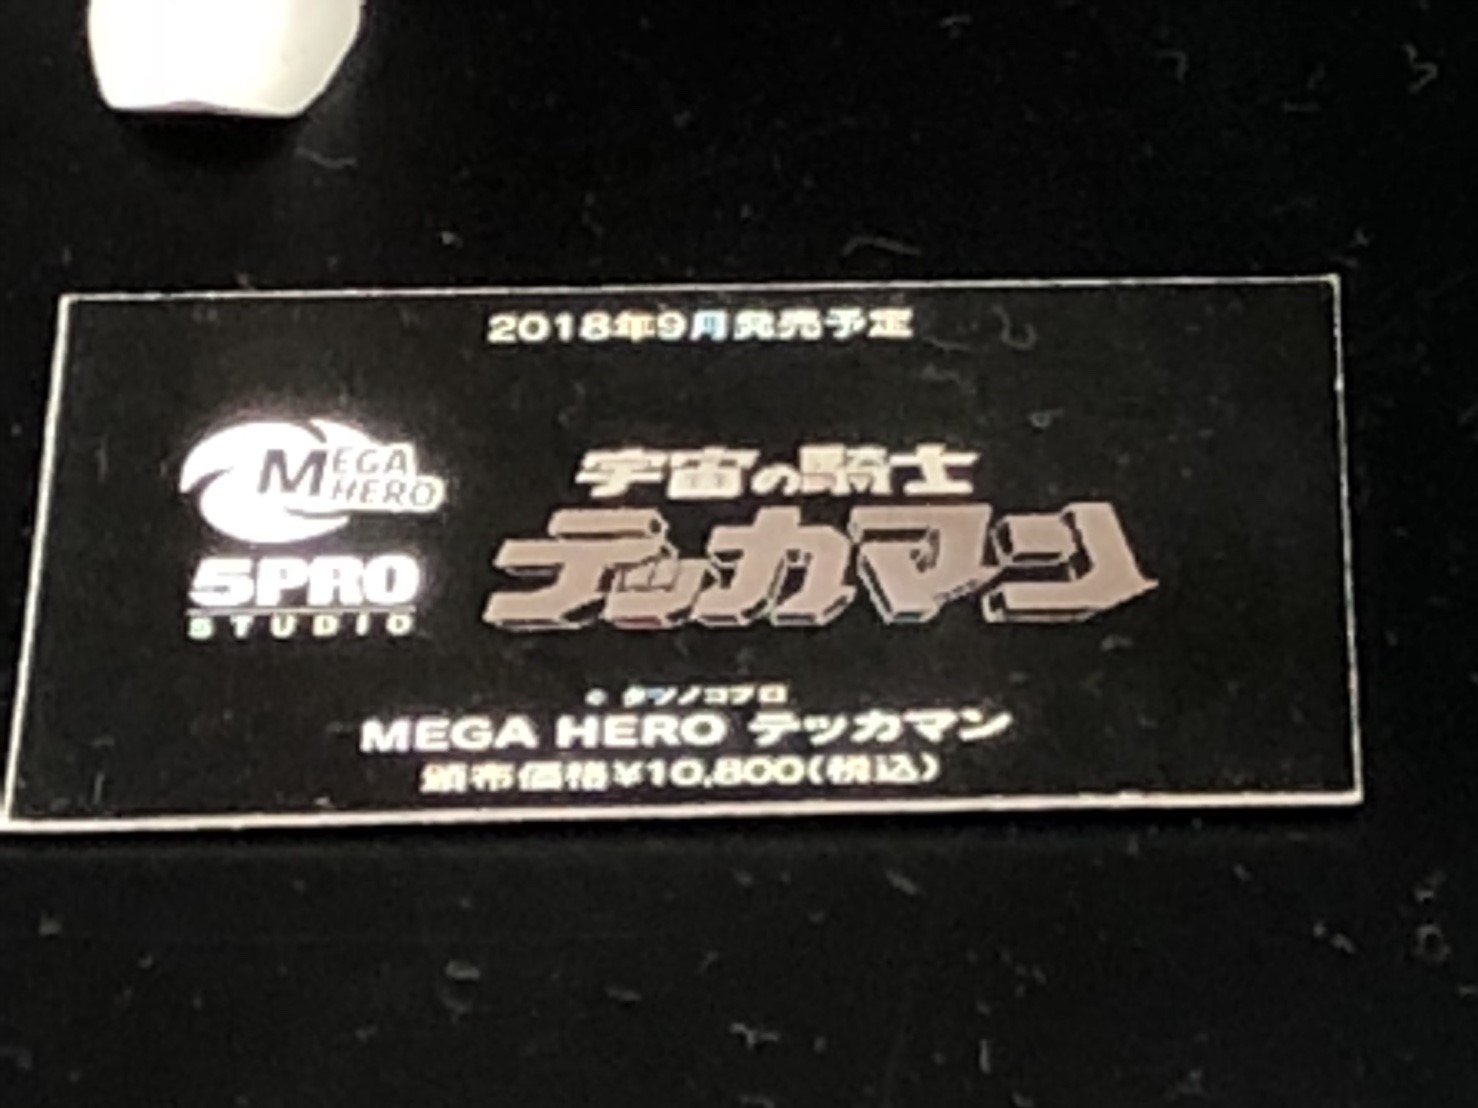 2018年9月発売予定
MEGA
HERO
5PRO
STUDIO
宇宙の騎士
テッカマン
© タツノコプロ
MEGA HERO テッカマン
頒布価格¥10,800(税込)